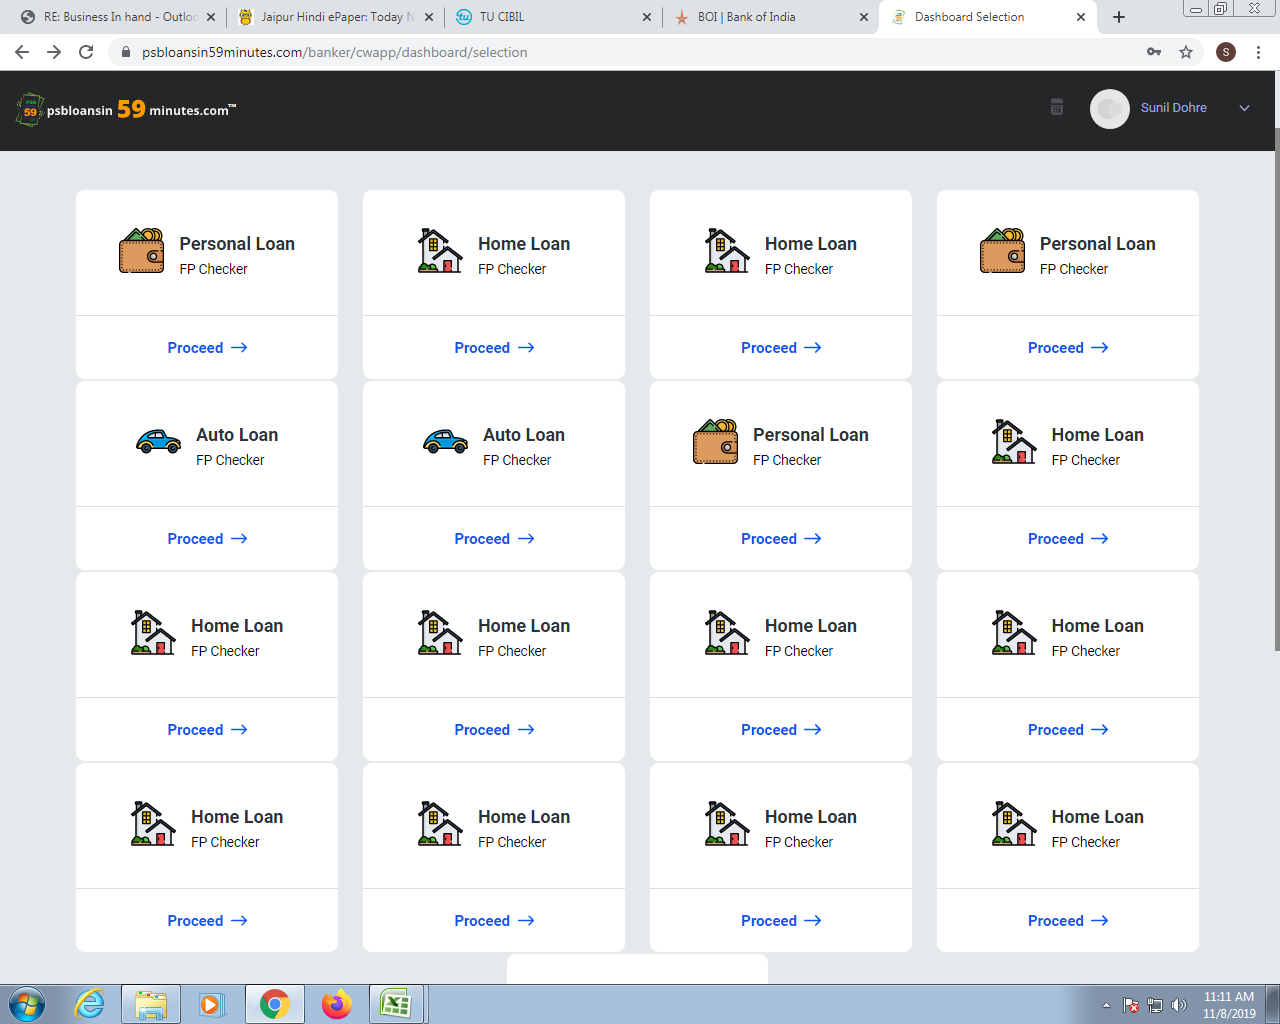 RE: Business In hand - Outloo
Jaipur Hindi ePaper: Today N
TU CIBIL
BOI | Bank of India
Dashboard Selection
psbloansin59minutes.com/banker/cwapp/dashboard/selection
S
psbloansin 59 minutes.com™
Sunil Dohre
Personal Loan
FP Checker
Proceed
Home Loan
FP Checker
Proceed
Home Loan
FP Checker
Proceed
Personal Loan
FP Checker
Proceed
Auto Loan
FP Checker
Proceed
Auto Loan
FP Checker
Proceed
Personal Loan
FP Checker
Proceed
Home Loan
FP Checker
Proceed
Home Loan
FP Checker
Proceed
Home Loan
FP Checker
Proceed
Home Loan
FP Checker
Proceed
Home Loan
FP Checker
Proceed
Home Loan
FP Checker
Proceed
Home Loan
FP Checker
Proceed
Home Loan
FP Checker
Proceed
Home Loan
FP Checker
Proceed
11:11 AM
11/8/2019